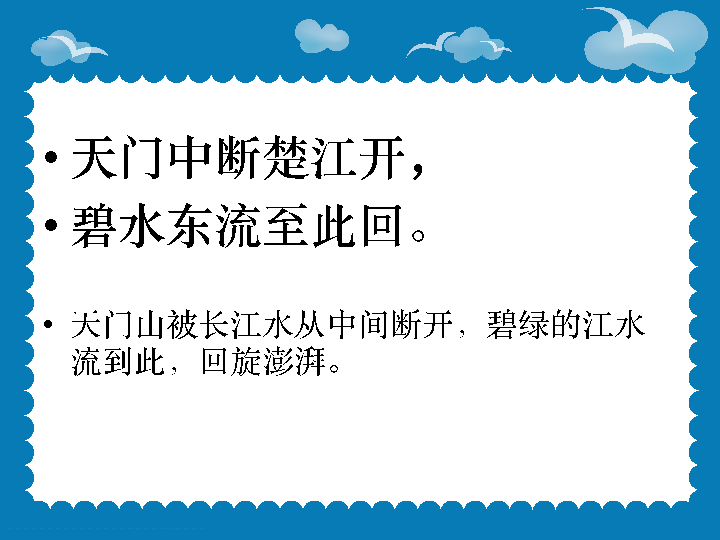 • 天门中断楚江开，
• 碧水东流至此回。
• 天门山被长江水从中间断开，碧绿的江水
流到此，回旋澎湃。